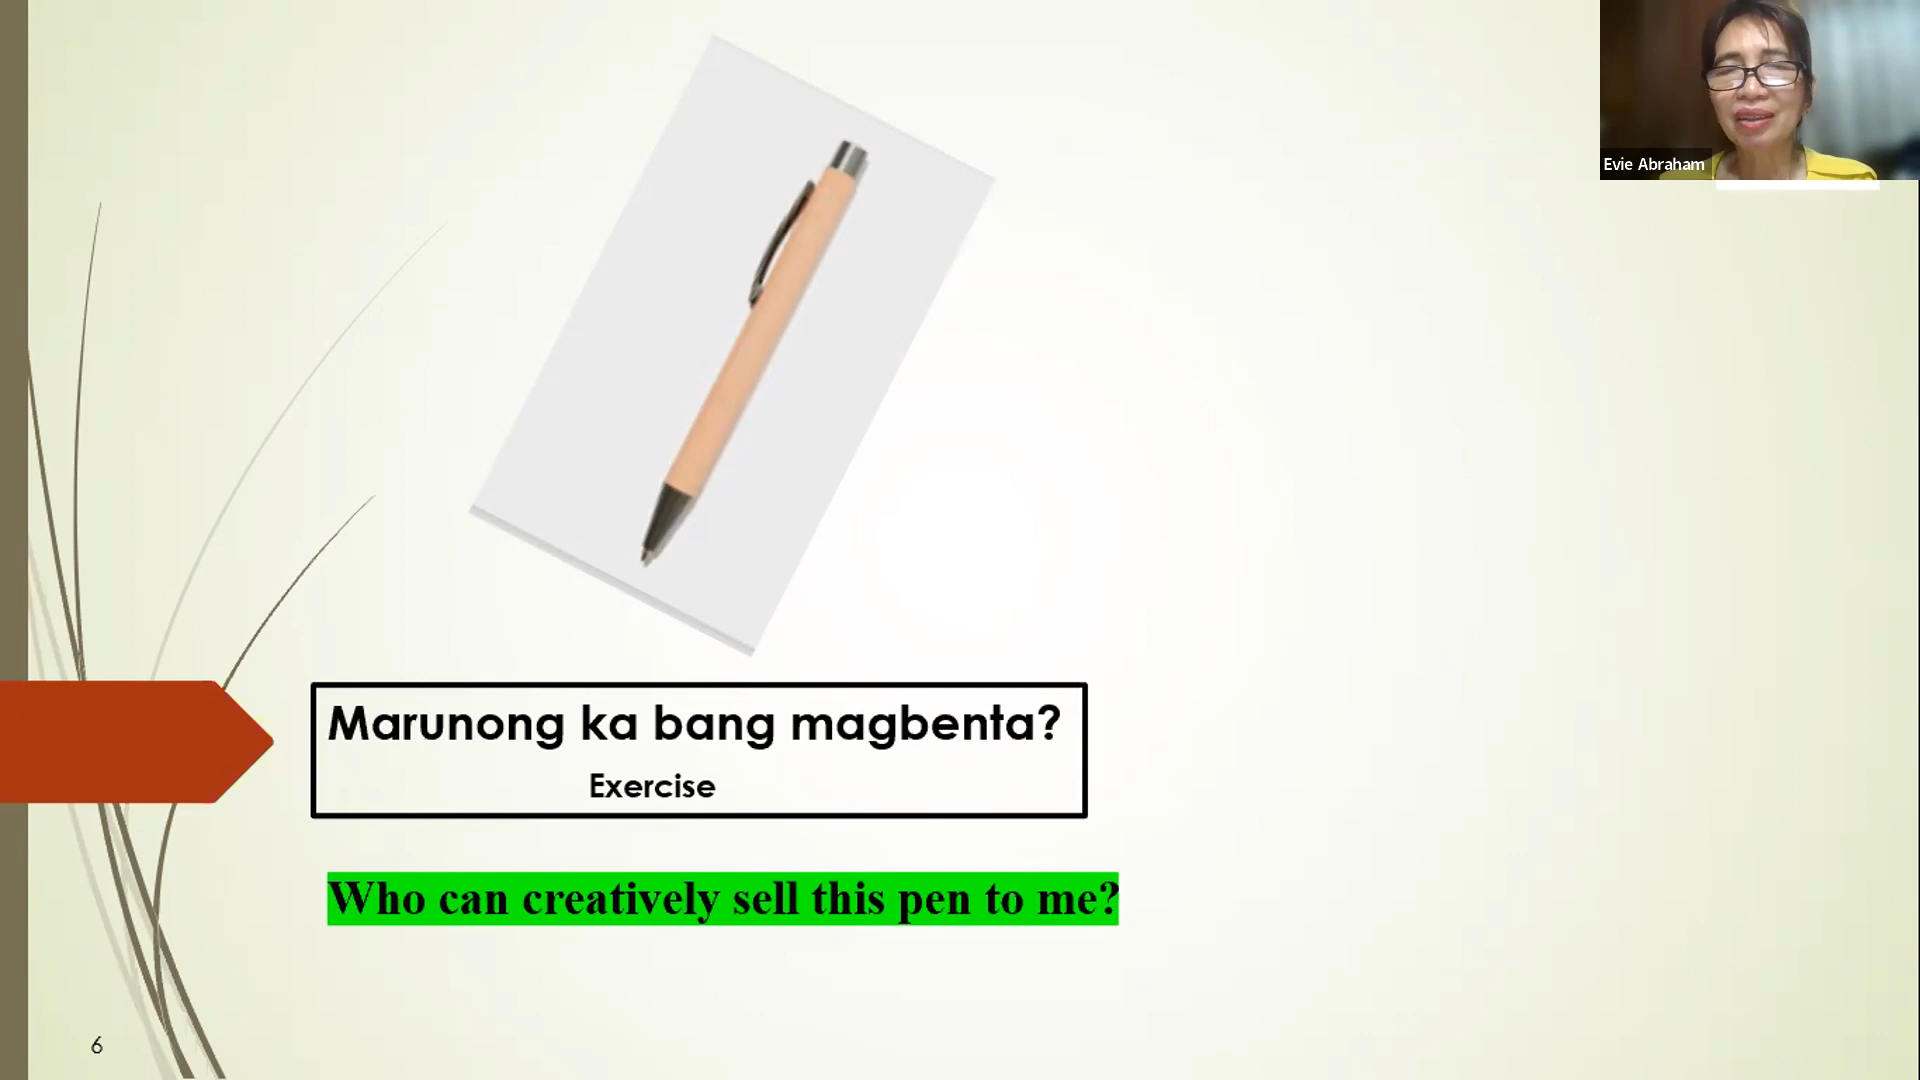 Evie Abraham
Marunong ka bang magbenta?
Exercise
Who can creatively sell this pen to me?
6